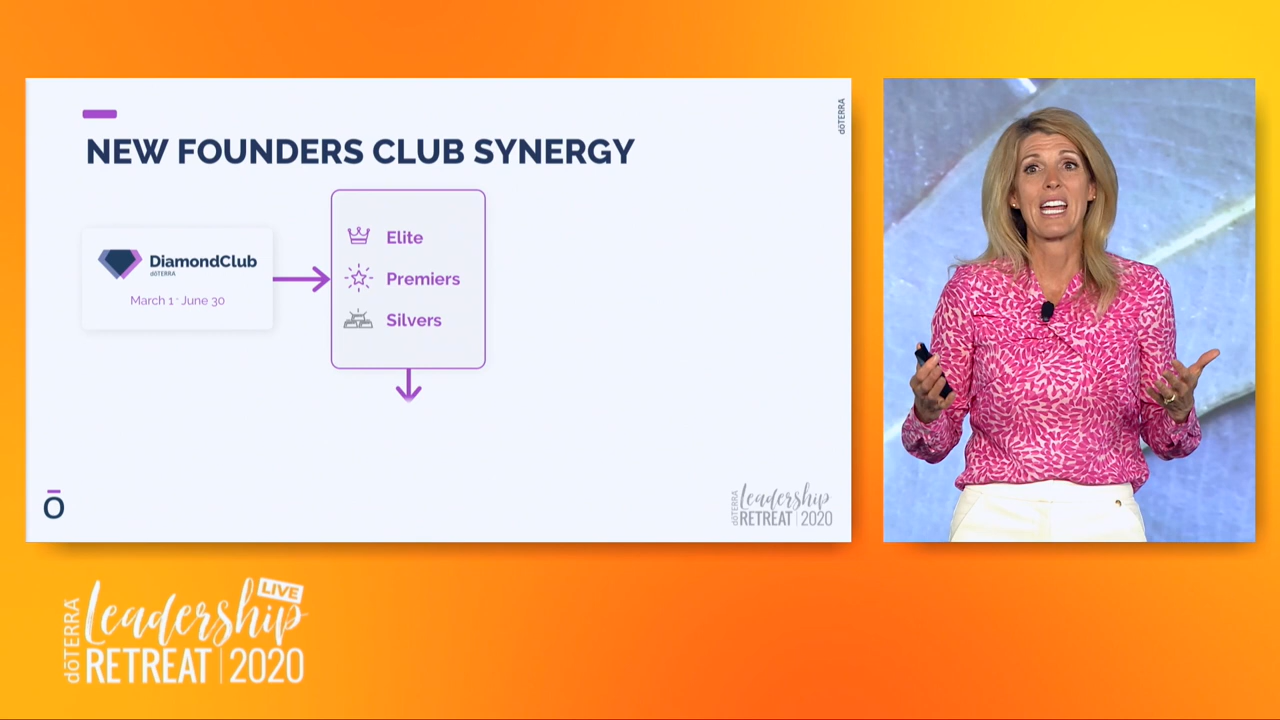 dōTERRA
NEW FOUNDERS CLUB SYNERGY
DiamondClub
dōTERRA
March 1 - June 30
Elite
Premiers
Silvers
ō
dōTERRA
Leadership
RETREAT | 2020
LIVE
dōTERRA
Leadership
RETREAT | 2020